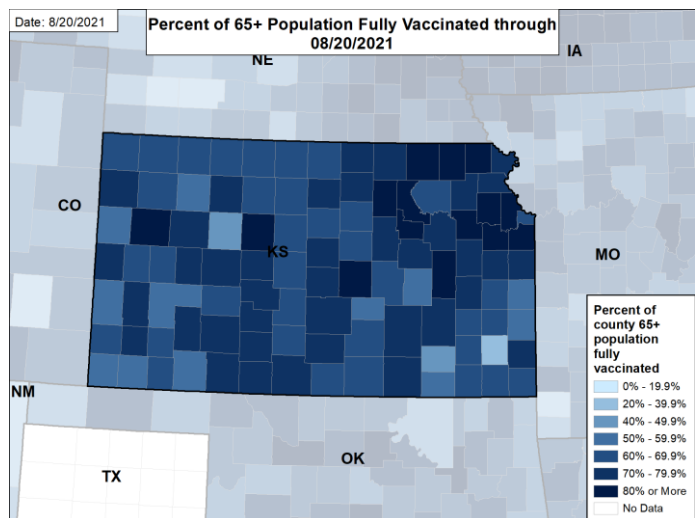 Date: 8/20/2021
Percent of 65+ Population Fully Vaccinated through
08/20/2021
NE
IA
CO
KS
MO
NM
TX
OK
Percent of
county 65+
population
fully
vaccinated
0% - 19.9%
20% - 39.9%
40% - 49.9%
50% - 59.9%
60% - 69.9%
70% - 79.9%
80% or More
No Data